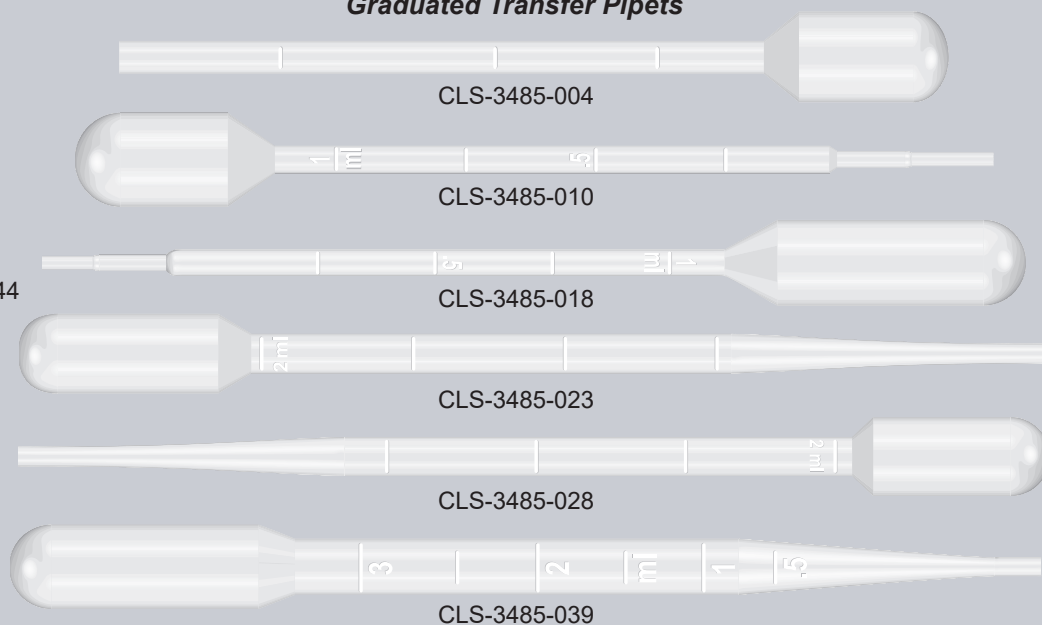 Graduated Transfer Pipets
CLS-3485-004
1
ml
.5
CLS-3485-010
.5
ml
1
CLS-3485-018
44
2 ml
CLS-3485-023
2 ml
CLS-3485-028
3
2
ml
1
.5
CLS-3485-039